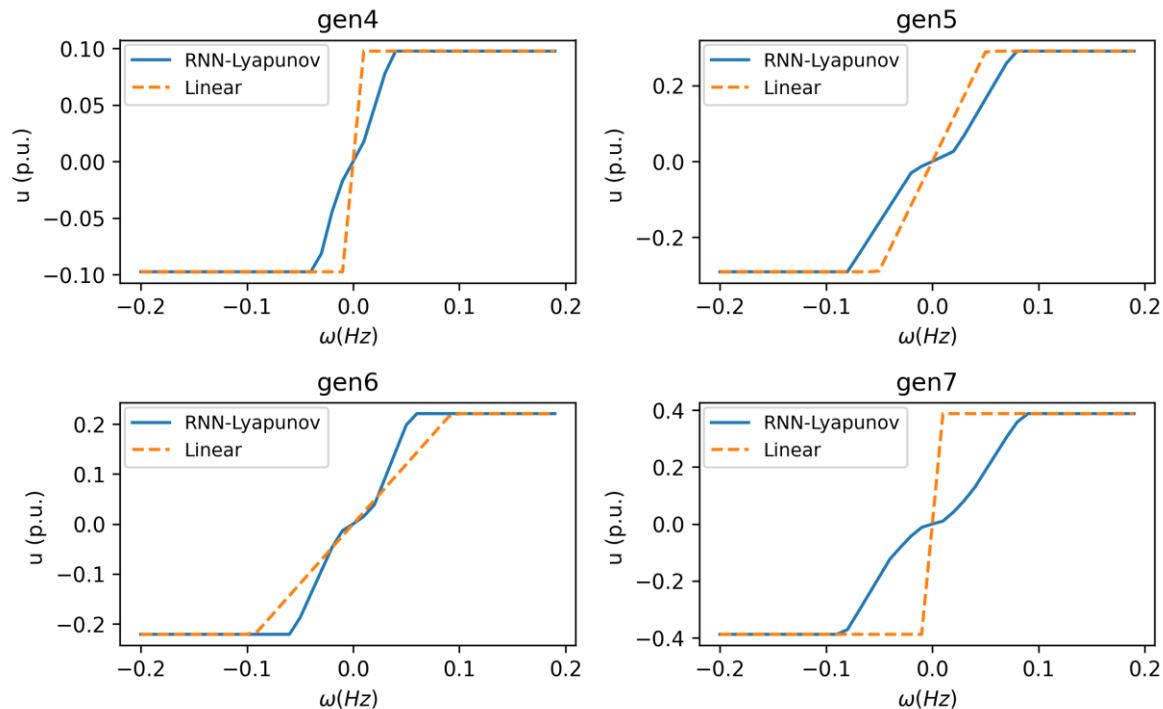 gen4
RNN-Lyapunov
Linear
u (p.u.)
0.10
0.05
0.00
−0.05
−0.10
−0.2 −0.1 0.0 0.1 0.2
ω(Hz)
gen5
RNN-Lyapunov
Linear
u (p.u.)
0.2
0.0
−0.2
−0.2 −0.1 0.0 0.1 0.2
ω(Hz)
gen6
RNN-Lyapunov
Linear
u (p.u.)
0.2
0.1
0.0
−0.1
−0.2
−0.2 −0.1 0.0 0.1 0.2
ω(Hz)
gen7
RNN-Lyapunov
Linear
u (p.u.)
0.4
0.2
0.0
−0.2
−0.4
−0.2 −0.1 0.0 0.1 0.2
ω(Hz)